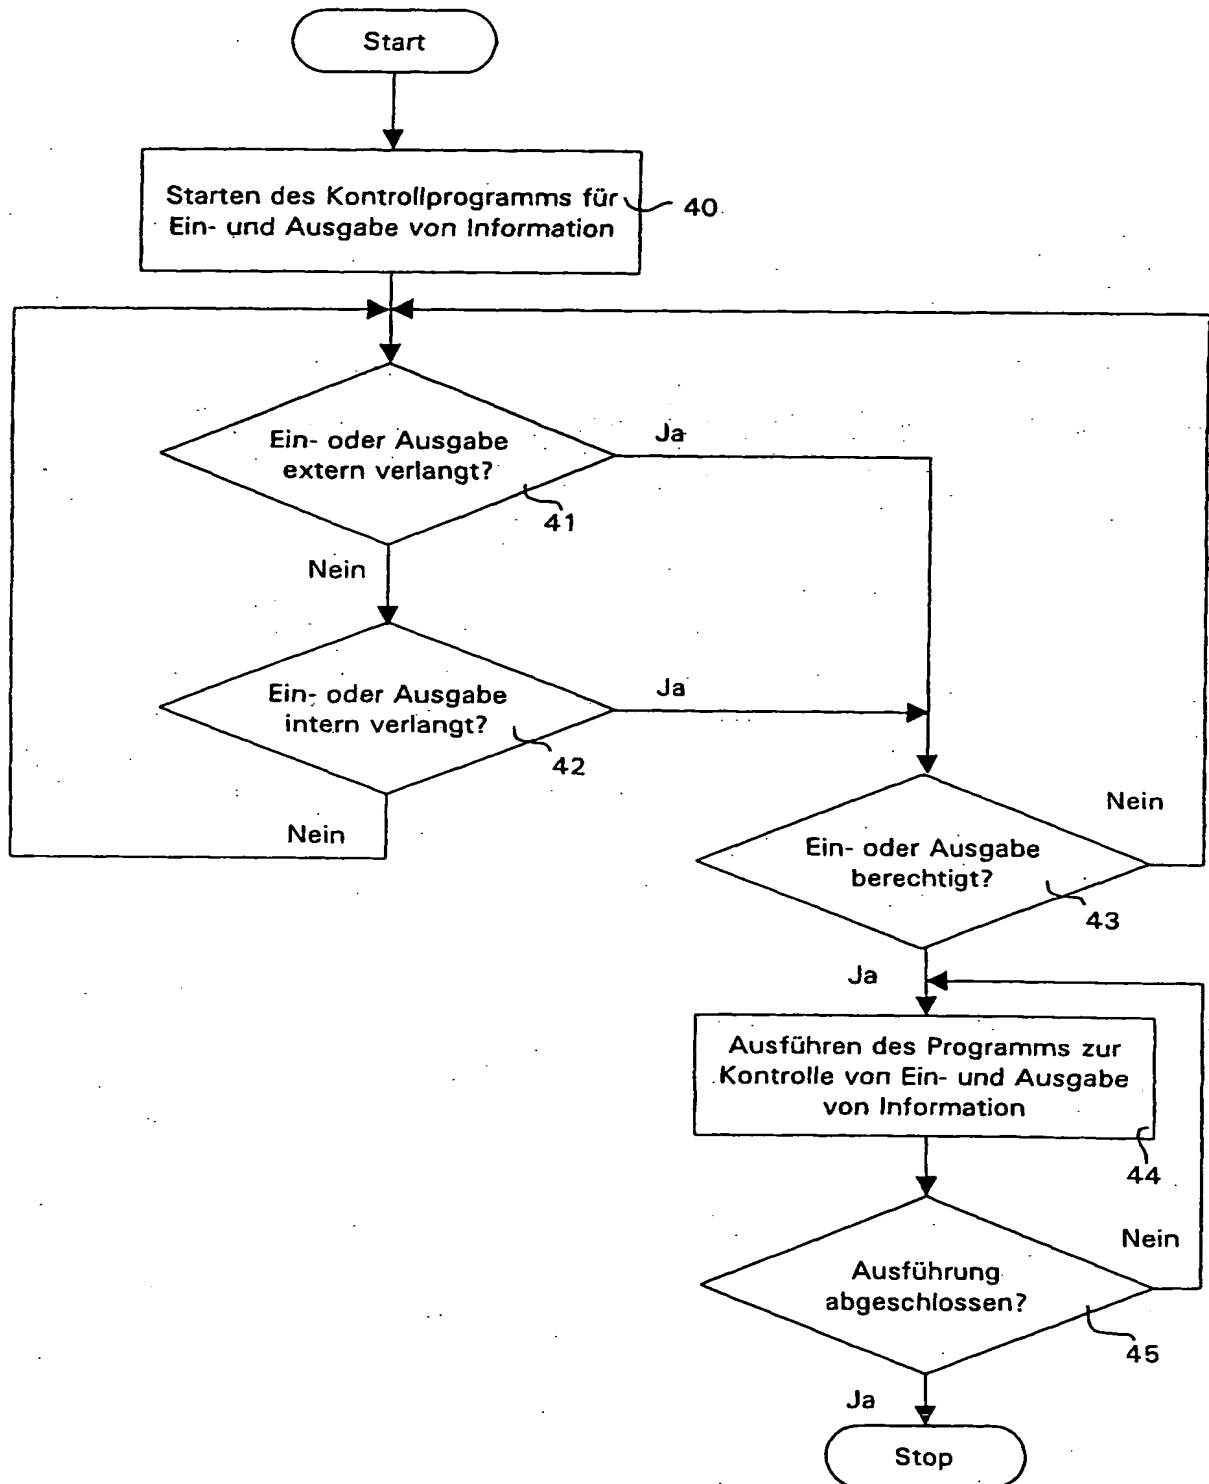 Start
Starten des Kontrollprogramms für
Ein- und Ausgabe von Information
40
Ein- oder Ausgabe
extern verlangt?
Ja
41
Nein
Ein- oder Ausgabe
intern verlangt?
Ja
42
Nein
Ein- oder Ausgabe
berechtigt?
Nein
43
Ja
Ausführen des Programms zur
Kontrolle von Ein- und Ausgabe
von Information
44
Ausführung
abgeschlossen?
Nein
45
Ja
Stop